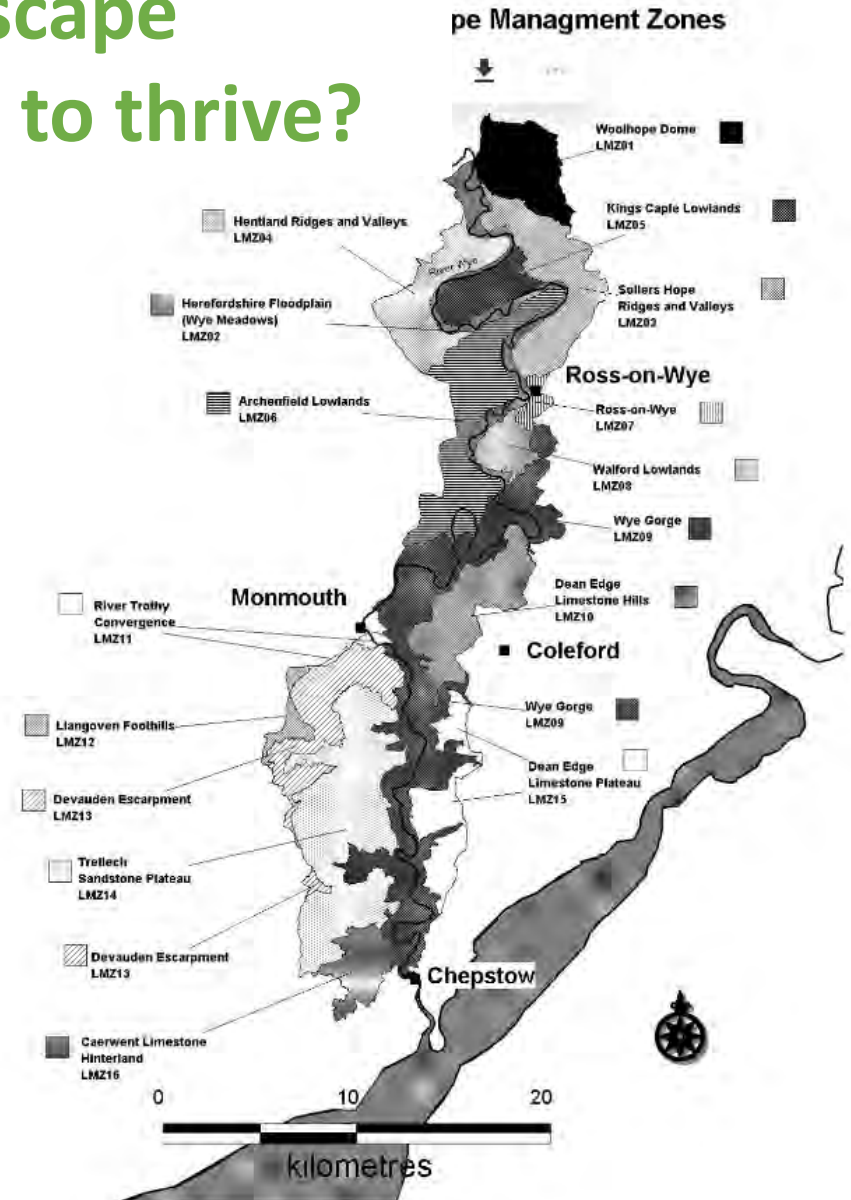 scape
to thrive?
pe Managment Zones
Woolhope Dome
LMZ01
Kings Caple Lowlands
LMZ05
Hentland Ridges and Valleys
LMZ04
River Wye
Sollers Hope
Ridges and Valleys
LMZ03
Herefordshire Floodplain
(Wye Meadows)
LMZ02
Ross-on-Wye
Archenfield Lowlands
LMZ06
Ross-on-Wye
LMZ07
Walford Lowlands
LMZ08
Wye Gorge
LMZ09
Dean Edge
Limestone Hills
LMZ10
Monmouth
River Trothy
Convergence
LMZ11
Coleford
Wye Gorge
LMZ09
Llangoven Foothills
LMZ12
Dean Edge
Limestone Plateau
LMZ15
Devauden Escarpment
LMZ13
Trellech
Sandstone Plateau
LMZ14
Devauden Escarpment
LMZ13
Chepstow
Caerwent Limestone
Hinterland
LMZ16
0 10 20
kilometres